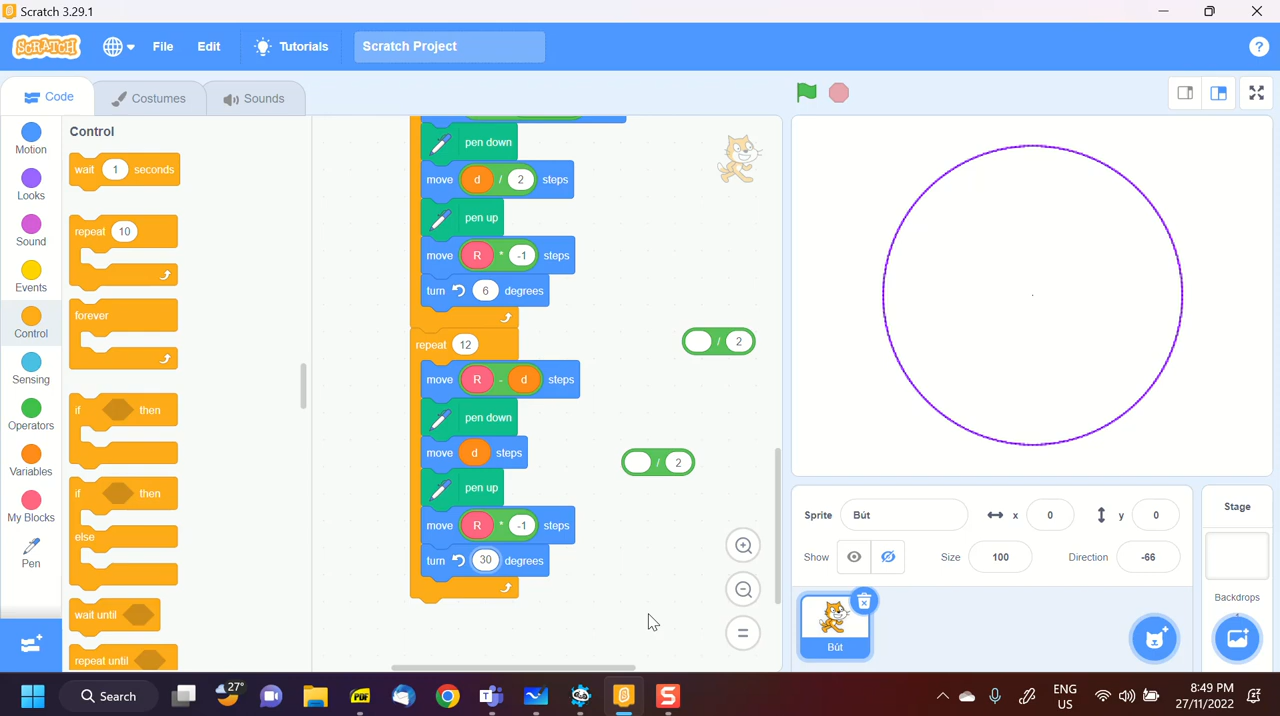 Scratch 3.29.1
SCRATCH
File
Edit
Tutorials
Scratch Project
?
Code
Costumes
Sounds
Motion
Looks
Sound
Events
Control
Sensing
Operators
Variables
My Blocks
Pen
Control
wait 1 seconds
repeat 10
forever
if then
if then
else
wait until
repeat until
pen down
move d / 2 steps
pen up
move R * -1 steps
turn 6 degrees
repeat 12
move R - d steps
pen down
move d steps
pen up
move R * -1 steps
turn 30 degrees
/ 2
/ 2
Sprite Bút x 0 y 0
Show Size 100 Direction -66
Bút
Stage
Backdrops
Search
27°
PDF
ENG
US
8:49 PM
27/11/2022